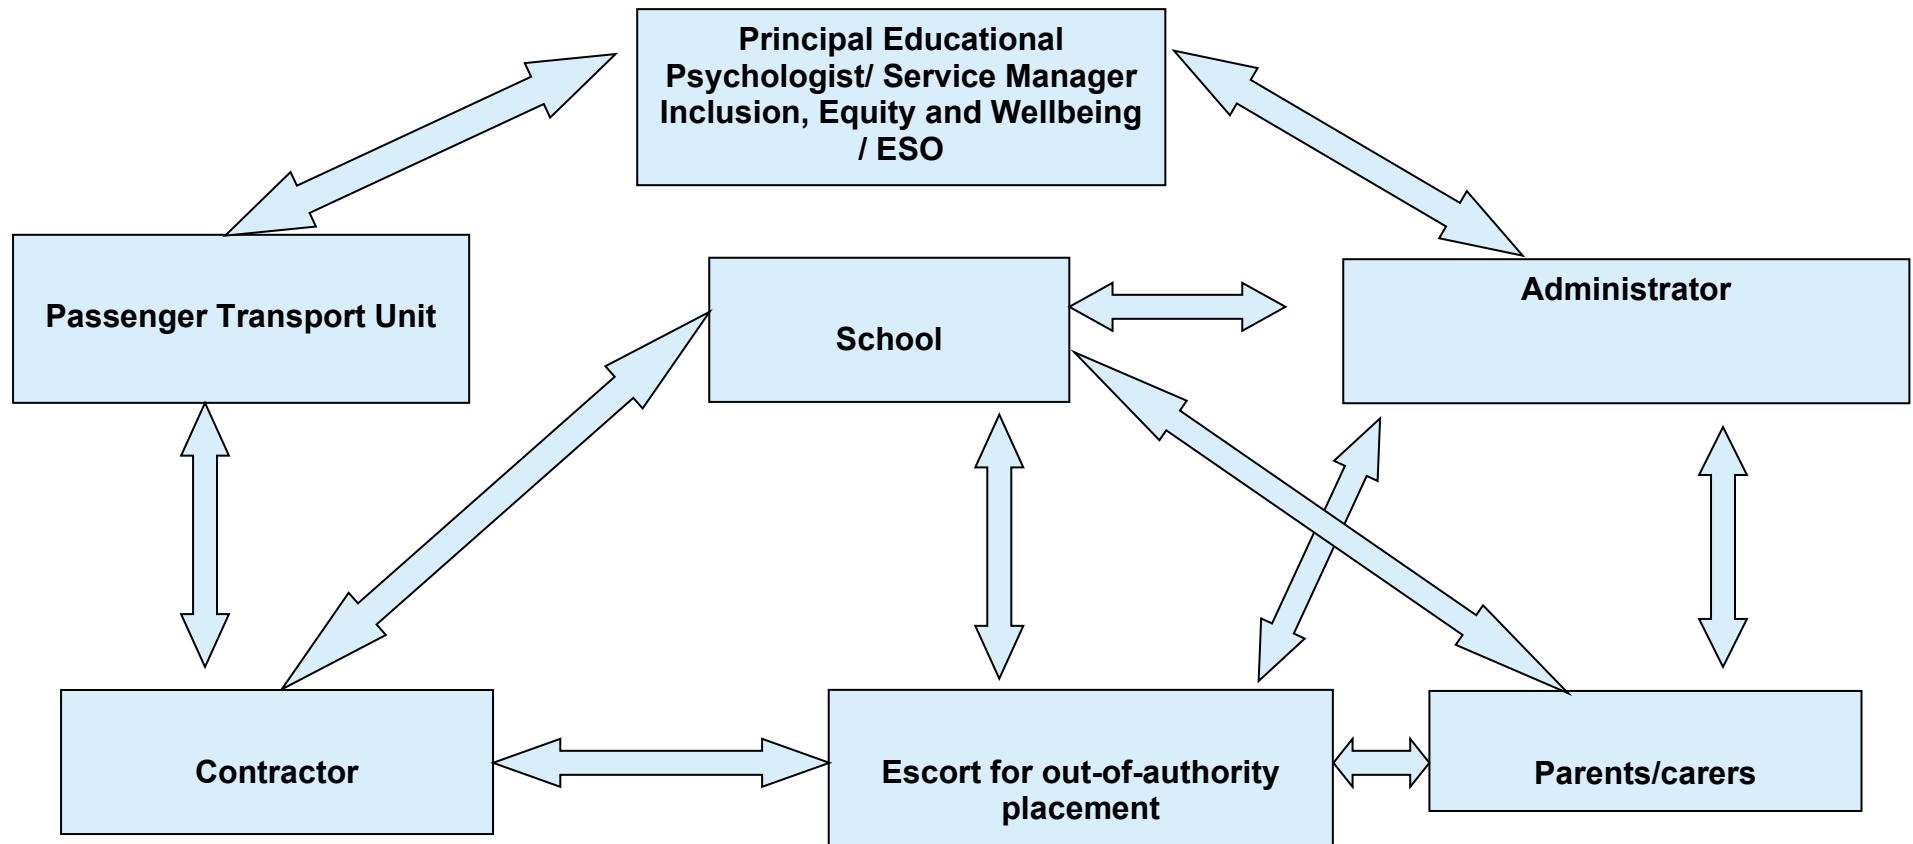 Principal Educational
Psychologist/ Service Manager
Inclusion, Equity and Wellbeing
/ ESO
Passenger Transport Unit
School
Administrator
Contractor
Escort for out-of-authority
placement
Parents/carers